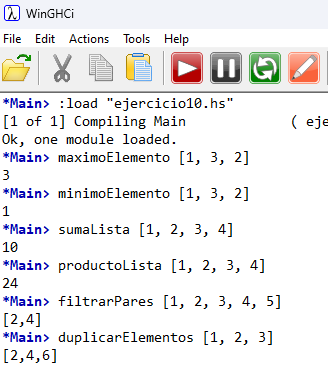 WinGHCi
File Edit Actions Tools Help
*Main> :load "ejercicio10.hs"
[1 of 1] Compiling Main ( eje
Ok, one module loaded.
*Main> maximoElemento [1, 3, 2]
3
*Main> minimoElemento [1, 3, 2]
1
*Main> sumaLista [1, 2, 3, 4]
10
*Main> productoLista [1, 2, 3, 4]
24
*Main> filtrarPares [1, 2, 3, 4, 5]
[2,4]
*Main> duplicarElementos [1, 2, 3]
[2,4,6]